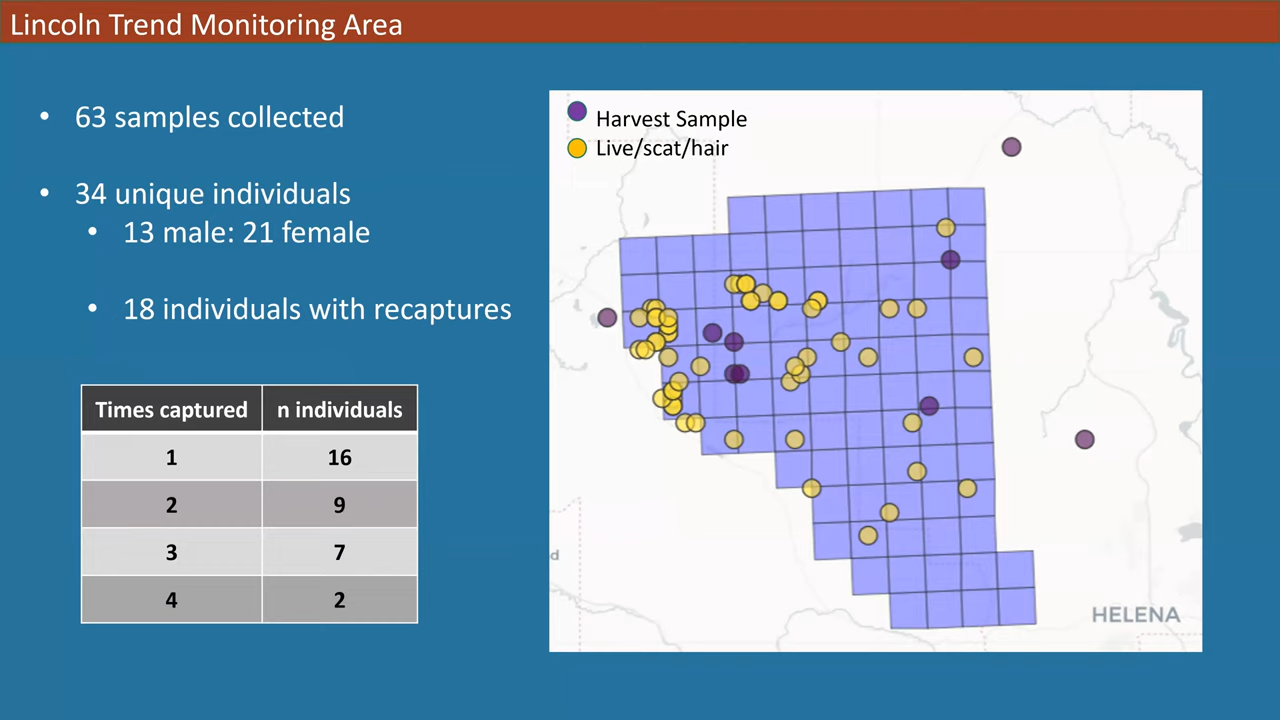 Lincoln Trend Monitoring Area
• 63 samples collected
• 34 unique individuals
• 13 male: 21 female
• 18 individuals with recaptures
Times captured n individuals
1 16
2 9
3 7
4 2
Harvest Sample
Live/scat/hair
d
HELENA